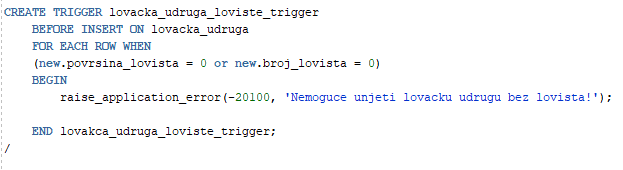 CREATE TRIGGER lovacka_udruga_loviste_trigger
BEFORE INSERT ON lovacka_udruga
FOR EACH ROW WHEN
(new.povrsina_lovista = 0 or new.broj_lovista = 0)
BEGIN
raise_application_error(-20100, 'Nemoguce unjeti lovacku udrugu bez lovista!');
END lovakca_udruga_loviste_trigger;
/